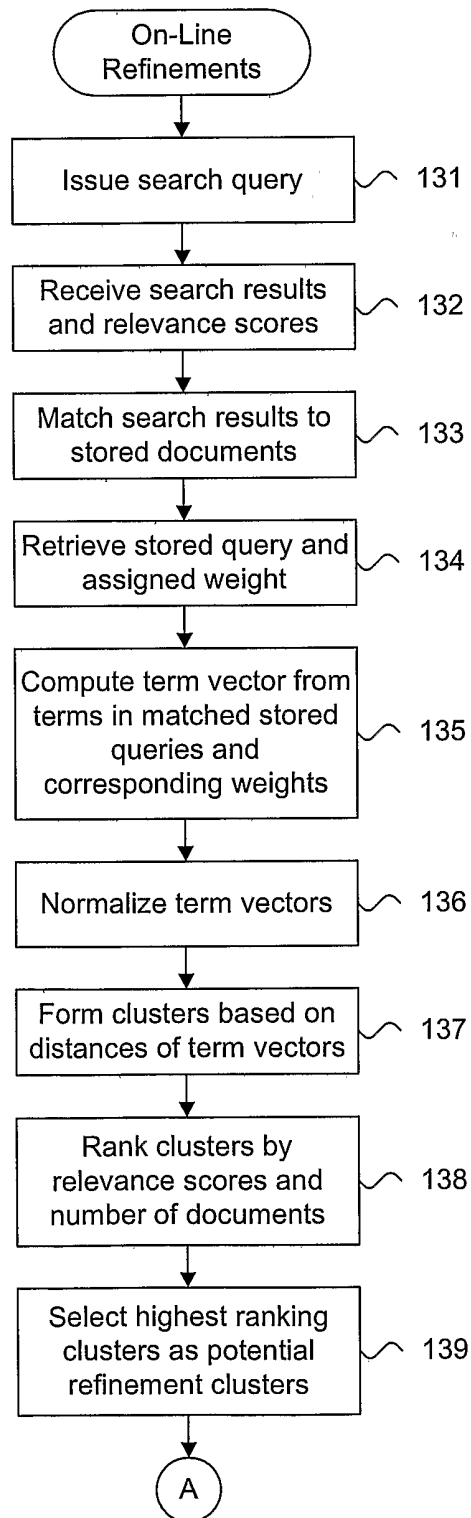 On-Line
Refinements
Issue search query
131
Receive search results
and relevance scores
132
Match search results to
stored documents
133
Retrieve stored query and
assigned weight
134
Compute term vector from
terms in matched stored
queries and
corresponding weights
135
Normalize term vectors
136
Form clusters based on
distances of term vectors
137
Rank clusters by
relevance scores and
number of documents
138
Select highest ranking
clusters as potential
refinement clusters
139
A